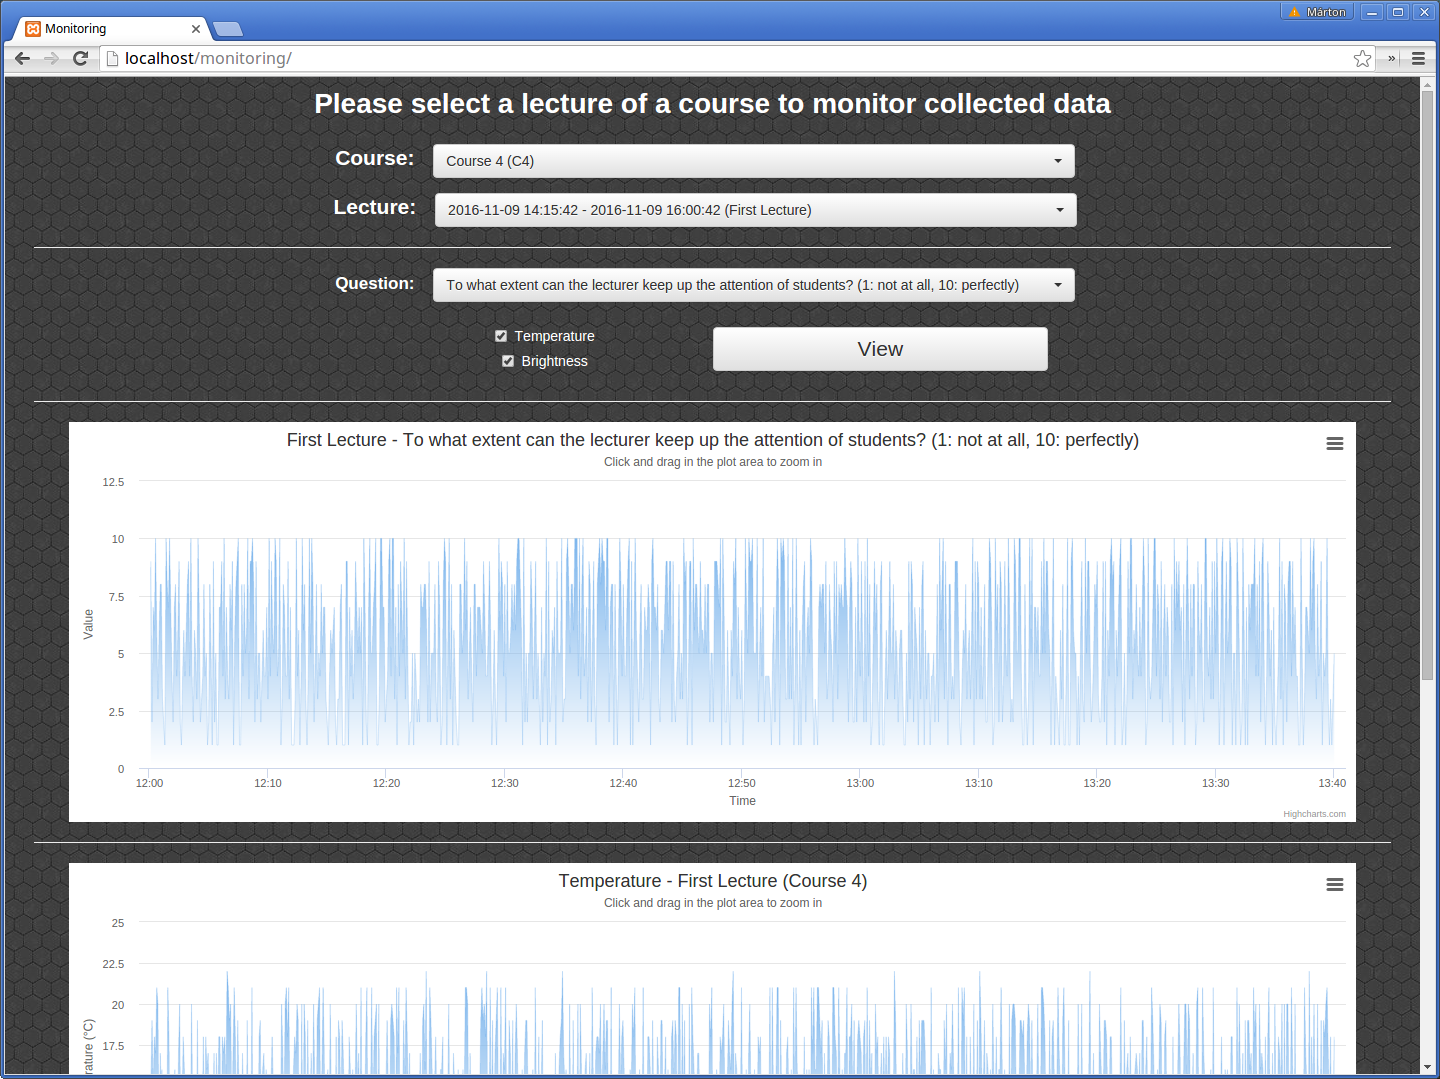 Márton
Monitoring
localhost/monitoring/
»
Please select a lecture of a course to monitor collected data
Course: Course 4 (C4)
Lecture: 2016-11-09 14:15:42 - 2016-11-09 16:00:42 (First Lecture)
Question: To what extent can the lecturer keep up the attention of students? (1: not at all, 10: perfectly)
Temperature
View
Brightness
First Lecture - To what extent can the lecturer keep up the attention of students? (1: not at all, 10: perfectly)
Click and drag in the plot area to zoom in
12.5
10
7.5
Value
5
2.5
0
12:00 12:10 12:20 12:30 12:40 12:50 13:00 13:10 13:20 13:30 13:40
Time
Highcharts.com
Temperature - First Lecture (Course 4)
Click and drag in the plot area to zoom in
25
22.5
20
17.5
rature (°C)